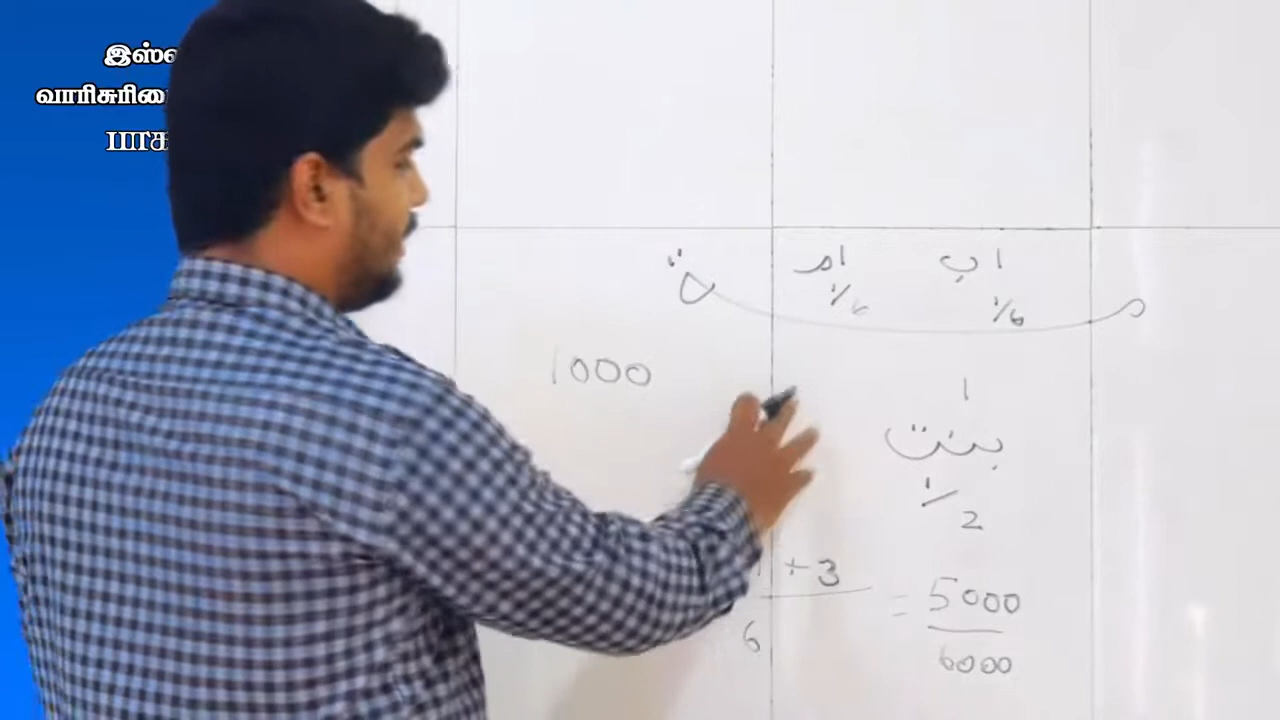 இஸ்
வாரிசுரி
பாக
اب ام ة
1/6 1/6
1000
1
بنت
1/2
+ 3 = 5000
6 6000